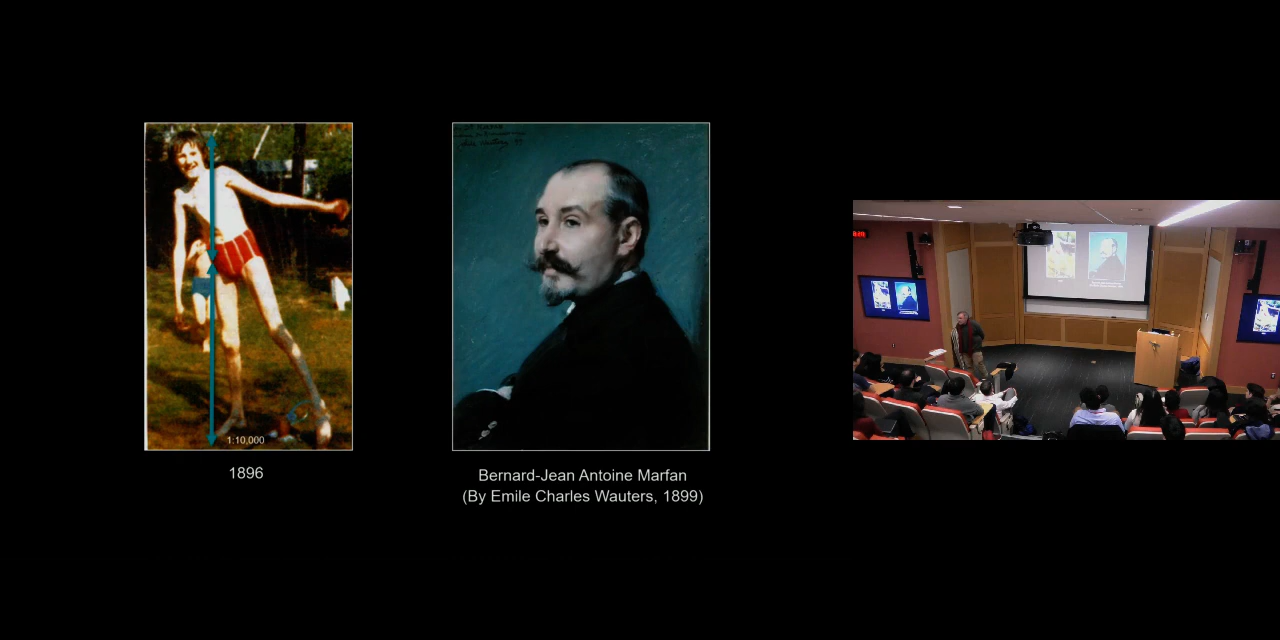 1:10,000
1896
Bernard-Jean Antoine Marfan
(By Emile Charles Wauters, 1899)